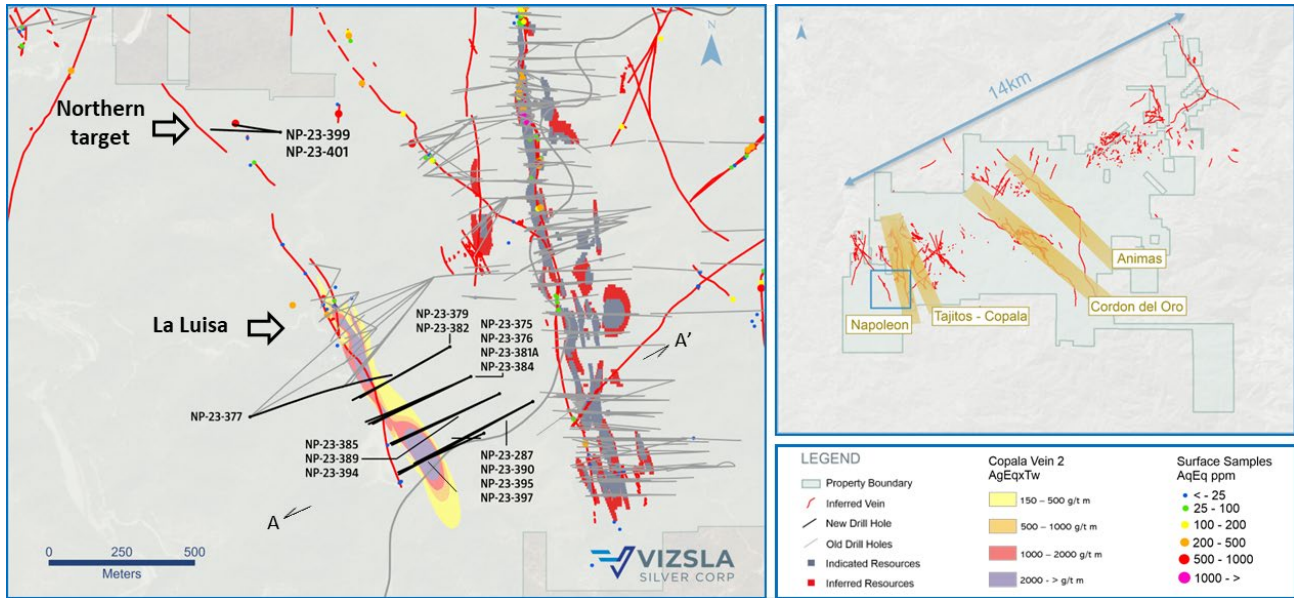 N
Northern
target
NP-23-399
NP-23-401
La Luisa
NP-23-379
NP-23-382
NP-23-375
NP-23-376
NP-23-381A
NP-23-384
A'
NP-23-377
NP-23-385
NP-23-389
NP-23-394
NP-23-287
NP-23-390
NP-23-395
NP-23-397
A
0 250 500
Meters
VIZSLA
SILVER CORP
14km
Animas
Cordon del Oro
Tajitos - Copala
Napoleon
LEGEND
Property Boundary
Inferred Vein
New Drill Hole
Old Drill Holes
Indicated Resources
Inferred Resources
Copala Vein 2
AgEqxTw
150 – 500 g/t m
500 – 1000 g/t m
1000 – 2000 g/t m
2000 - > g/t m
Surface Samples
AqEq ppm
< - 25
25 - 100
100 - 200
200 - 500
500 - 1000
1000 - >